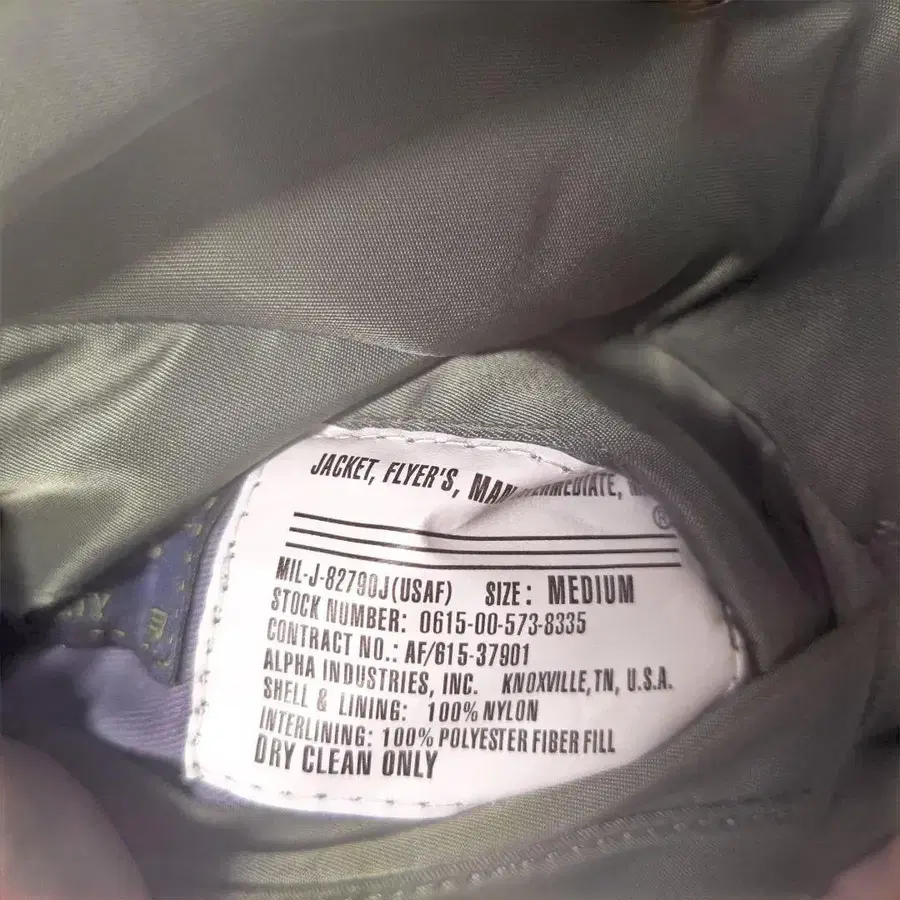 JACKET, FLYER'S, MAN
®
MIL-J-82790J(USAF) SIZE: MEDIUM
STOCK NUMBER: 0615-00-573-8335
CONTRACT NO.: AF/615-37901
ALPHA INDUSTRIES, INC. KNOXVILLE, TN, U.S.A.
SHELL & LINING: 100% NYLON
INTERLINING: 100% POLYESTER FIBER FILL
DRY CLEAN ONLY